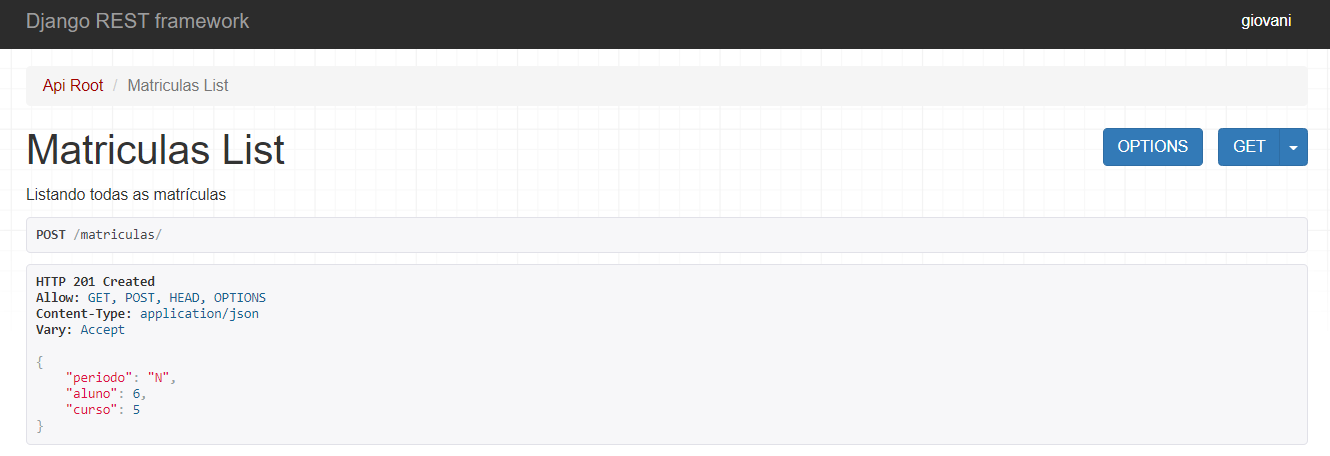 Django REST framework giovani
Api Root / Matriculas List
Matriculas List OPTIONS GET
Listando todas as matrículas
POST /matriculas/
HTTP 201 Created
Allow: GET, POST, HEAD, OPTIONS
Content-Type: application/json
Vary: Accept
{
    "periodo": "N",
    "aluno": 6,
    "curso": 5
}